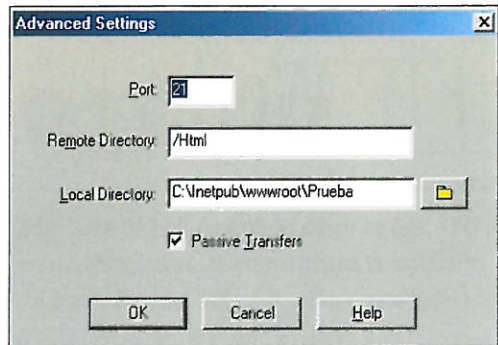 Advanced Settings
Port: 21
Remote Directory: /Html
Local Directory: C:\Inetpub\wwwroot\Prueba
Passive Transfers
OK Cancel Help